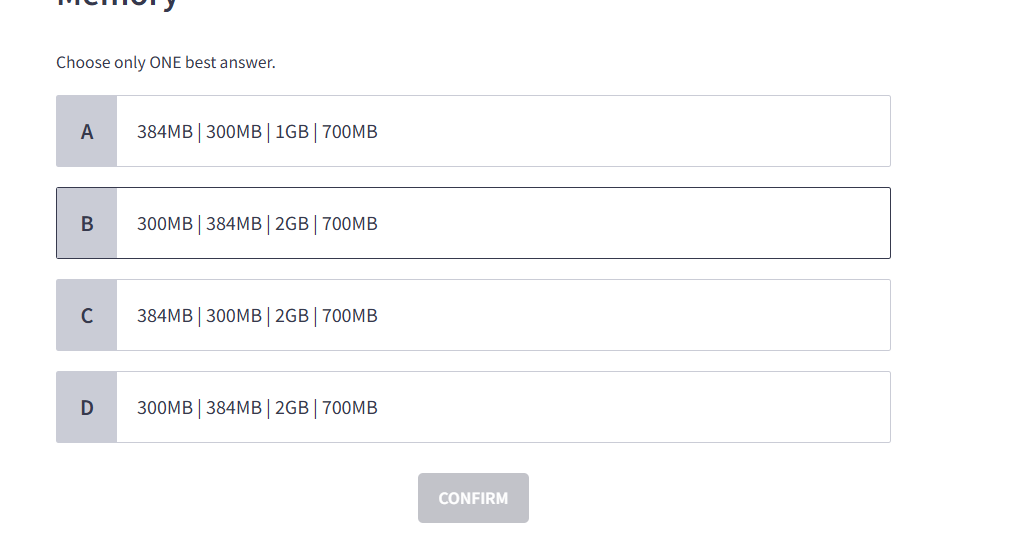 Memory
Choose only ONE best answer.
A
384MB | 300MB | 1GB | 700MB
B
300MB | 384MB | 2GB | 700MB
C
384MB | 300MB | 2GB | 700MB
D
300MB | 384MB | 2GB | 700MB
CONFIRM